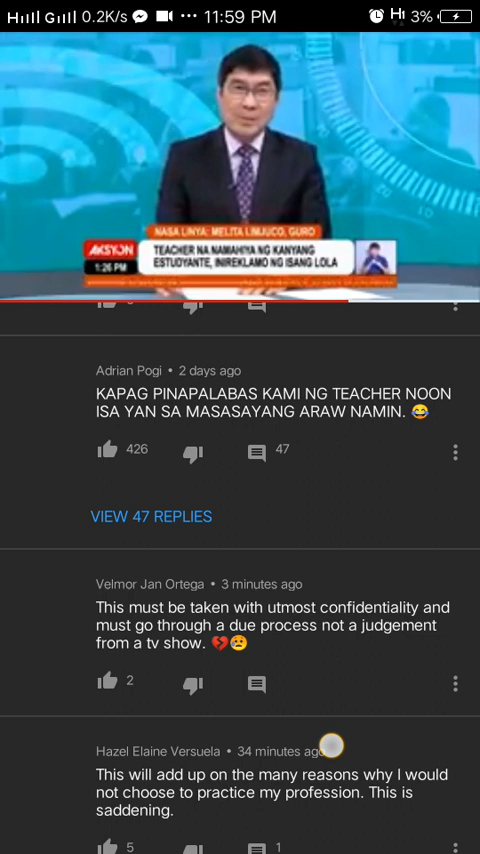 0.2K/s 11:59 PM 3%
NASA LINYA: MELITA LIMJUCO, GURO
AKSYON
1:26 PM
TEACHER NA NAMAHIYA NG KANYANG
ESTUDYANTE, INIREKLAMO NG ISANG LOLA
Adrian Pogi • 2 days ago
KAPAG PINAPALABAS KAMI NG TEACHER NOON
ISA YAN SA MASASAYANG ARAW NAMIN. 😂
426 47
VIEW 47 REPLIES
Velmor Jan Ortega • 3 minutes ago
This must be taken with utmost confidentiality and
must go through a due process not a judgement
from a tv show. 💔😢
2
Hazel Elaine Versuela • 34 minutes ago
This will add up on the many reasons why I would
not choose to practice my profession. This is
saddening.
5 1